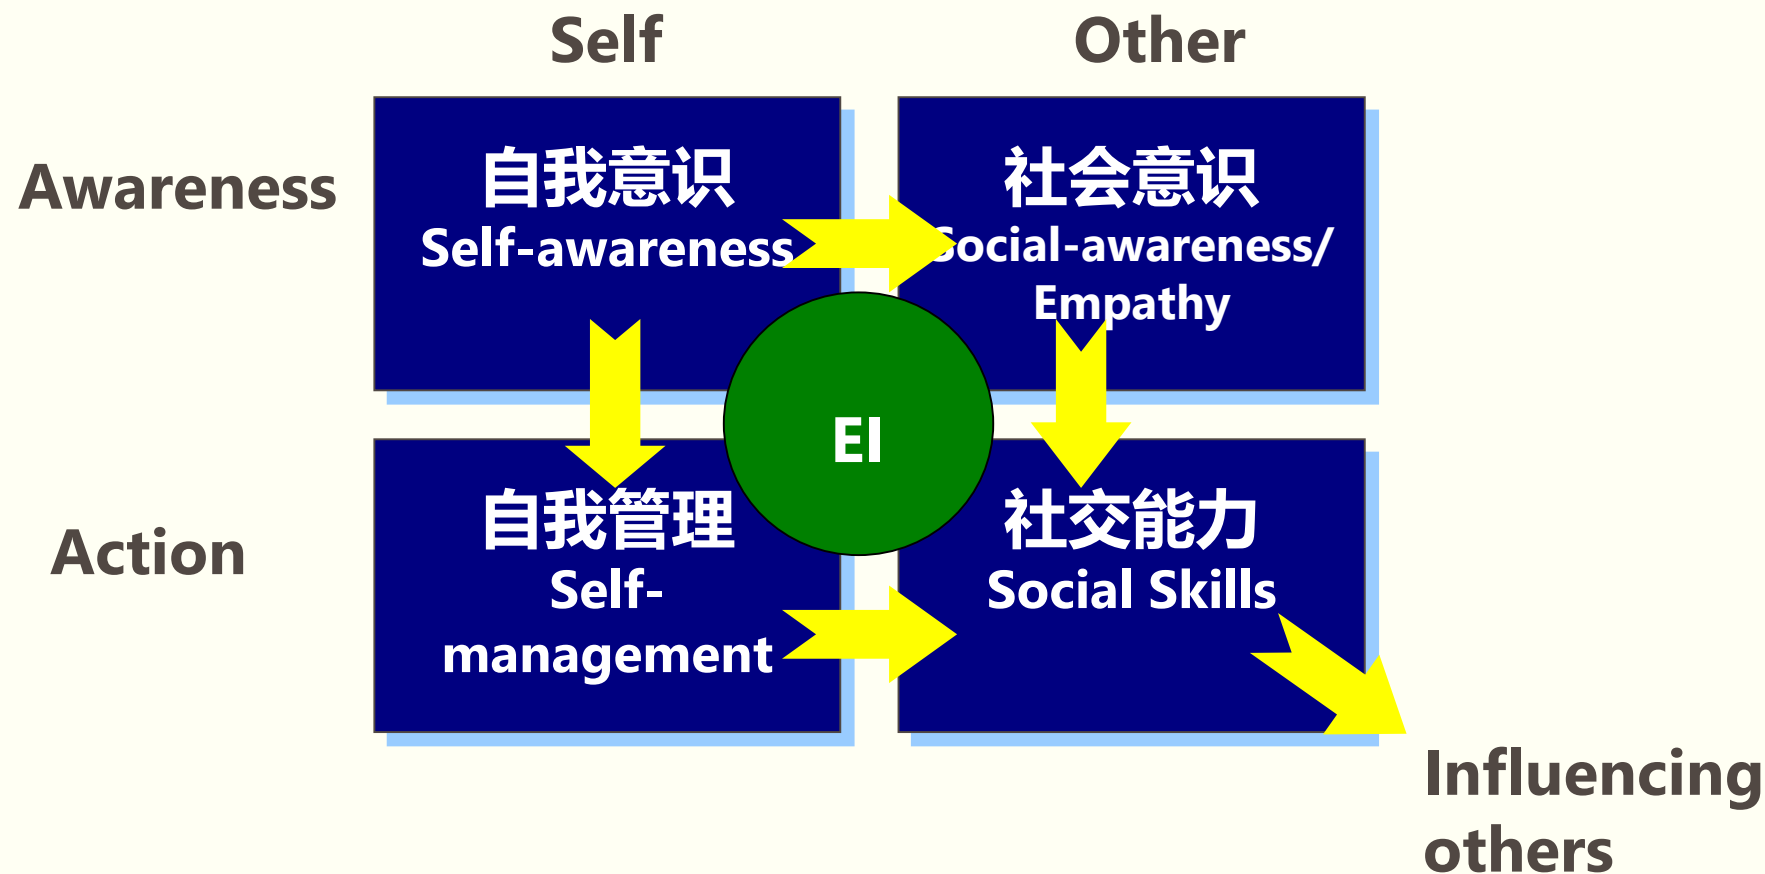 Self
Other
Awareness
自我意识
Self-awareness
社会意识
Social-awareness/
Empathy
EI
Action
自我管理
Self-
management
社交能力
Social Skills
Influencing
others